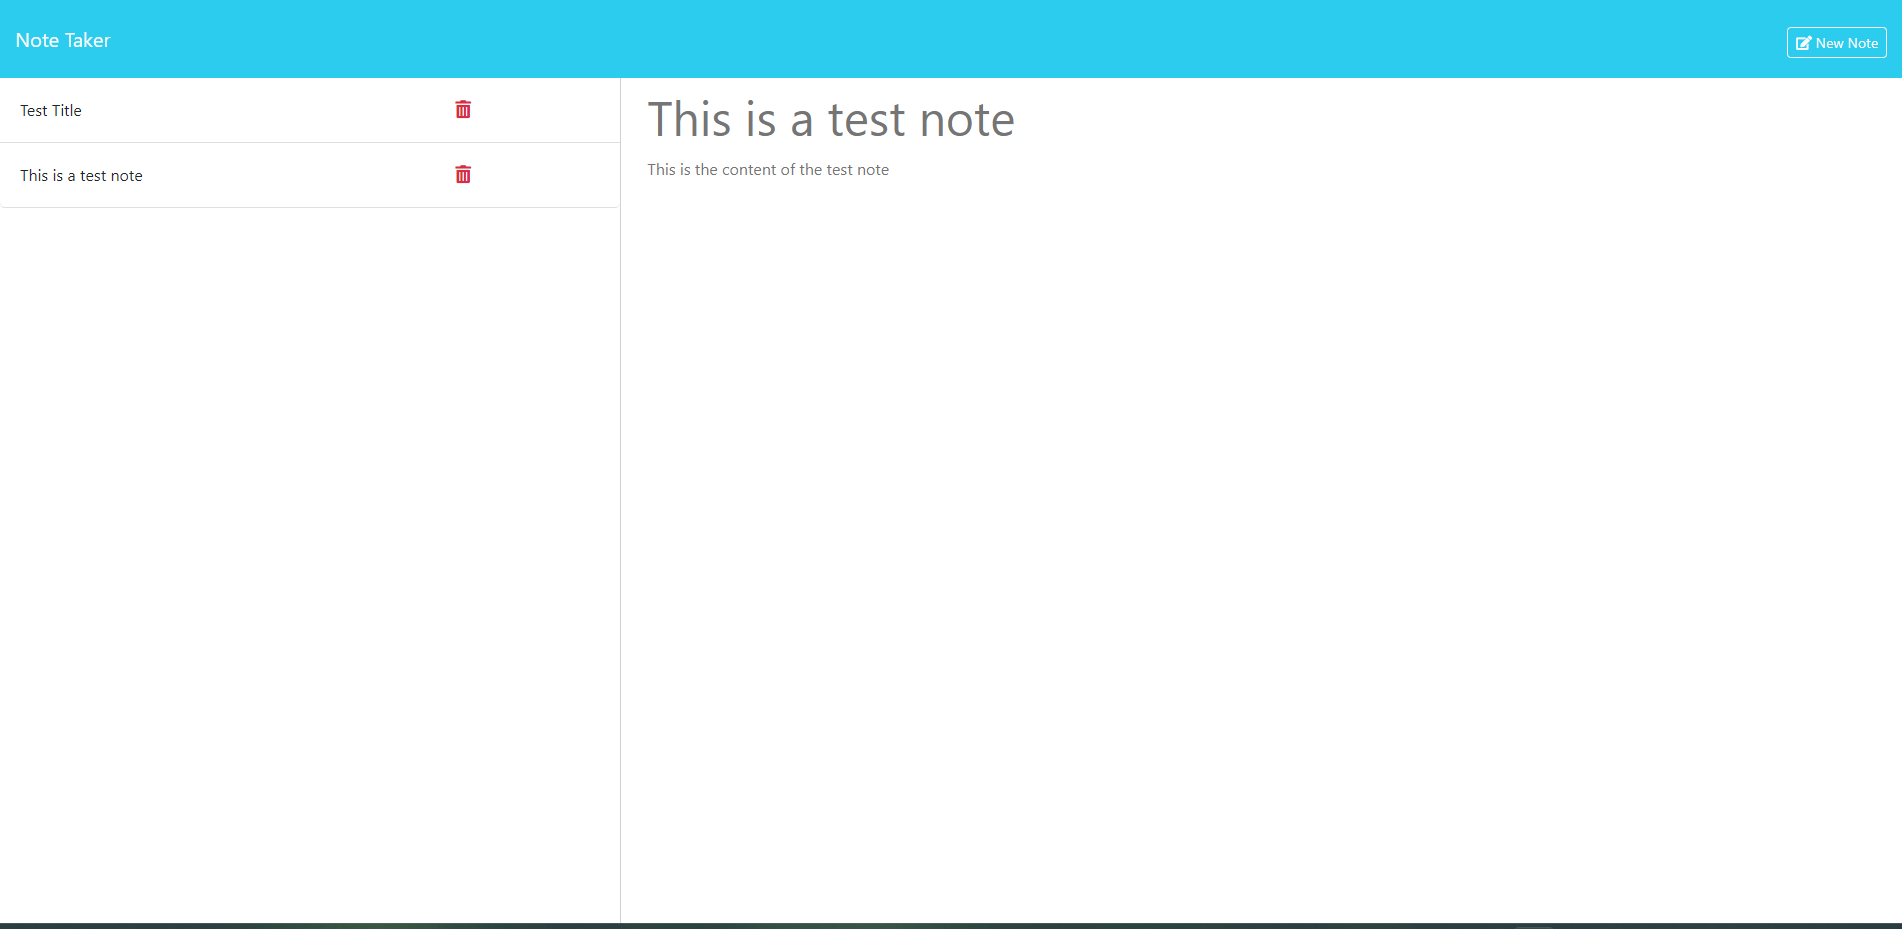 Note Taker
New Note
Test Title
This is a test note
This is a test note
This is the content of the test note